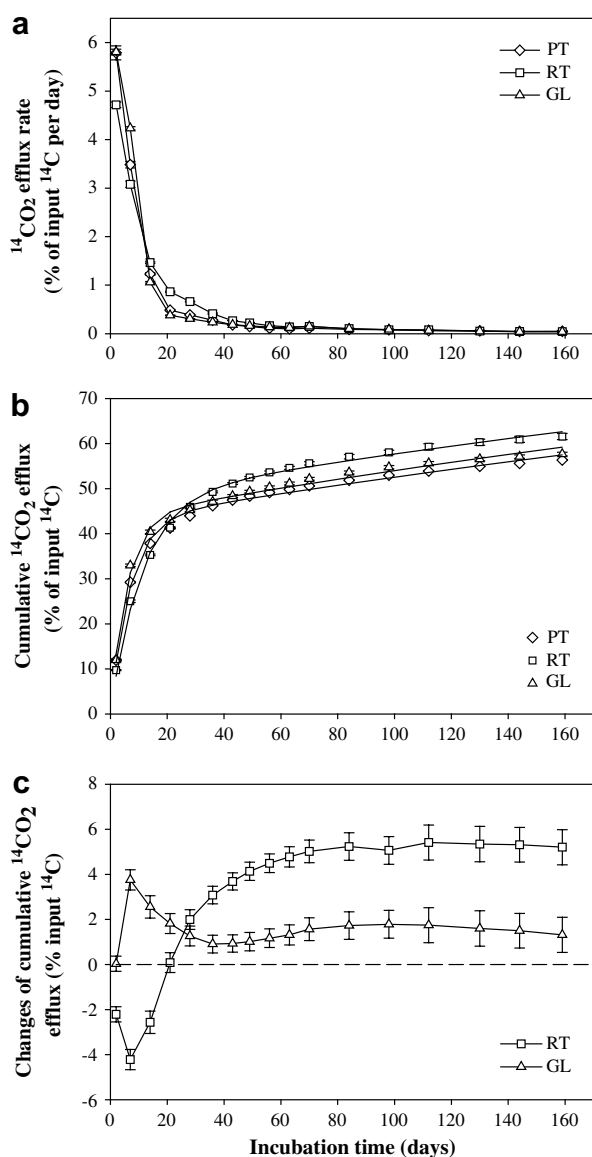 a
¹⁴CO₂ efflux rate
(% of input ¹⁴C per day)
6
5
4
3
2
1
0
PT
RT
GL
0 20 40 60 80 100 120 140 160
b
Cumulative ¹⁴CO₂ efflux
(% of input ¹⁴C)
70
60
50
40
30
20
10
0
PT
RT
GL
0 20 40 60 80 100 120 140 160
c
Changes of cumulative ¹⁴CO₂
efflux (% input ¹⁴C)
8
6
4
2
0
-2
-4
-6
RT
GL
0 20 40 60 80 100 120 140 160
Incubation time (days)